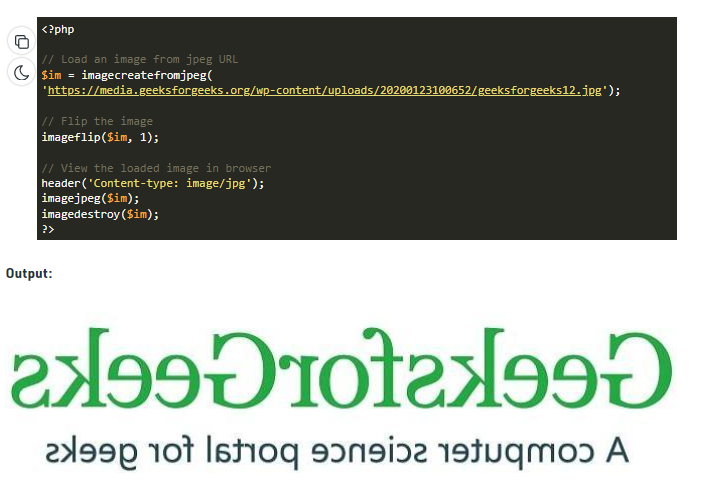 <?php
// Load an image from jpeg URL
$im = imagecreatefromjpeg(
'https://media.geeksforgeeks.org/wp-content/uploads/20200123100652/geeksforgeeks12.jpg');
// Flip the image
imageflip($im, 1);
// View the loaded image in browser
header('Content-type: image/jpg');
imagejpeg($im);
imagedestroy($im);
?>
Output:
GeeksforGeeks
A computer science portal for geeks